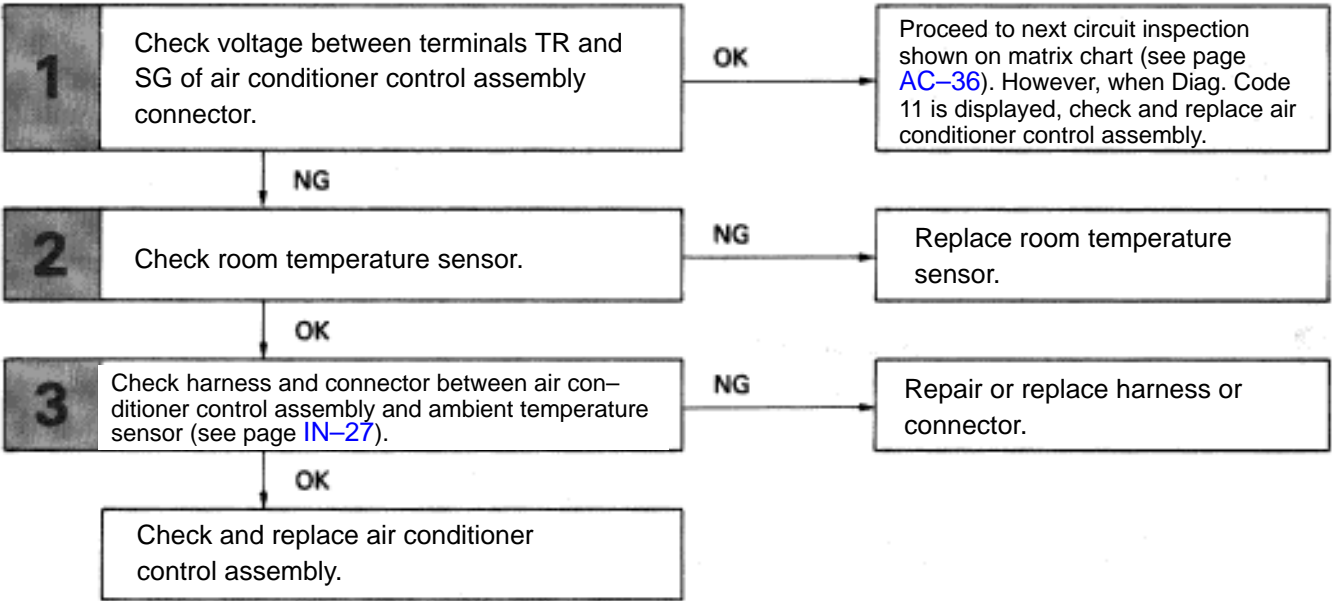 1
Check voltage between terminals TR and
SG of air conditioner control assembly
connector.
OK
Proceed to next circuit inspection
shown on matrix chart (see page
AC–36). However, when Diag. Code
11 is displayed, check and replace air
conditioner control assembly.
NG
2
Check room temperature sensor.
NG
Replace room temperature
sensor.
OK
3
Check harness and connector between air con–
ditioner control assembly and ambient temperature
sensor (see page IN–27).
NG
Repair or replace harness or
connector.
OK
Check and replace air conditioner
control assembly.